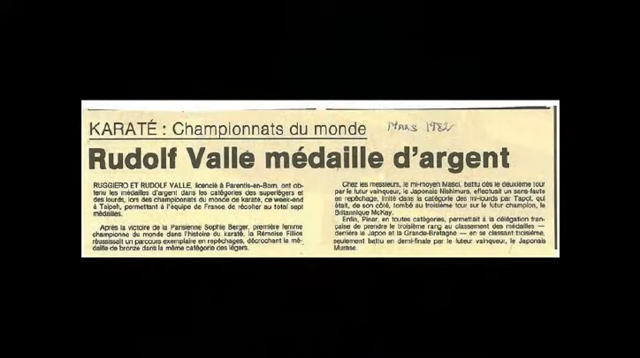 KARATÉ : Championnats du monde
MARS 1982
Rudolf Valle médaille d'argent
RUGGIERO ET RUDOLF VALLE, licencié à Parentis-en-Born, ont ob-
tenu les médailles d'argent dans les catégories des superlégers et
des lourds, lors des championnats du monde de karaté, ce week-end
à Taipeh, permettant à l'équipe de France de récolter au total sept
médailles.
Après la victoire de la Parisienne Sophie Berger, première femme
championne du monde dans l'histoire du karaté, la Rémoise Fillios
réussissait un parcours exemplaire en repêchages, décrochant la mé-
daille de bronze dans la même catégorie des légers.
Chez les messieurs, le mi-moyen Masci, battu dès le deuxième tour
par le futur vainqueur, le Japonais Nishimura, effectuait un sans-faute
en repêchage, imité dans la catégorie des mi-lourds par Tapol, qui
était, de son côté, tombé au troisième tour sur le futur champion, le
Britannique McKay.
Enfin, Pinar, en toutes catégories, permettait à la délégation fran-
çaise de prendre le troisième rang au classement des médailles —
derrière le Japon et la Grande-Bretagne — en se classant troisième,
seulement battu en demi-finale par le futur vainqueur, le Japonais
Murase.